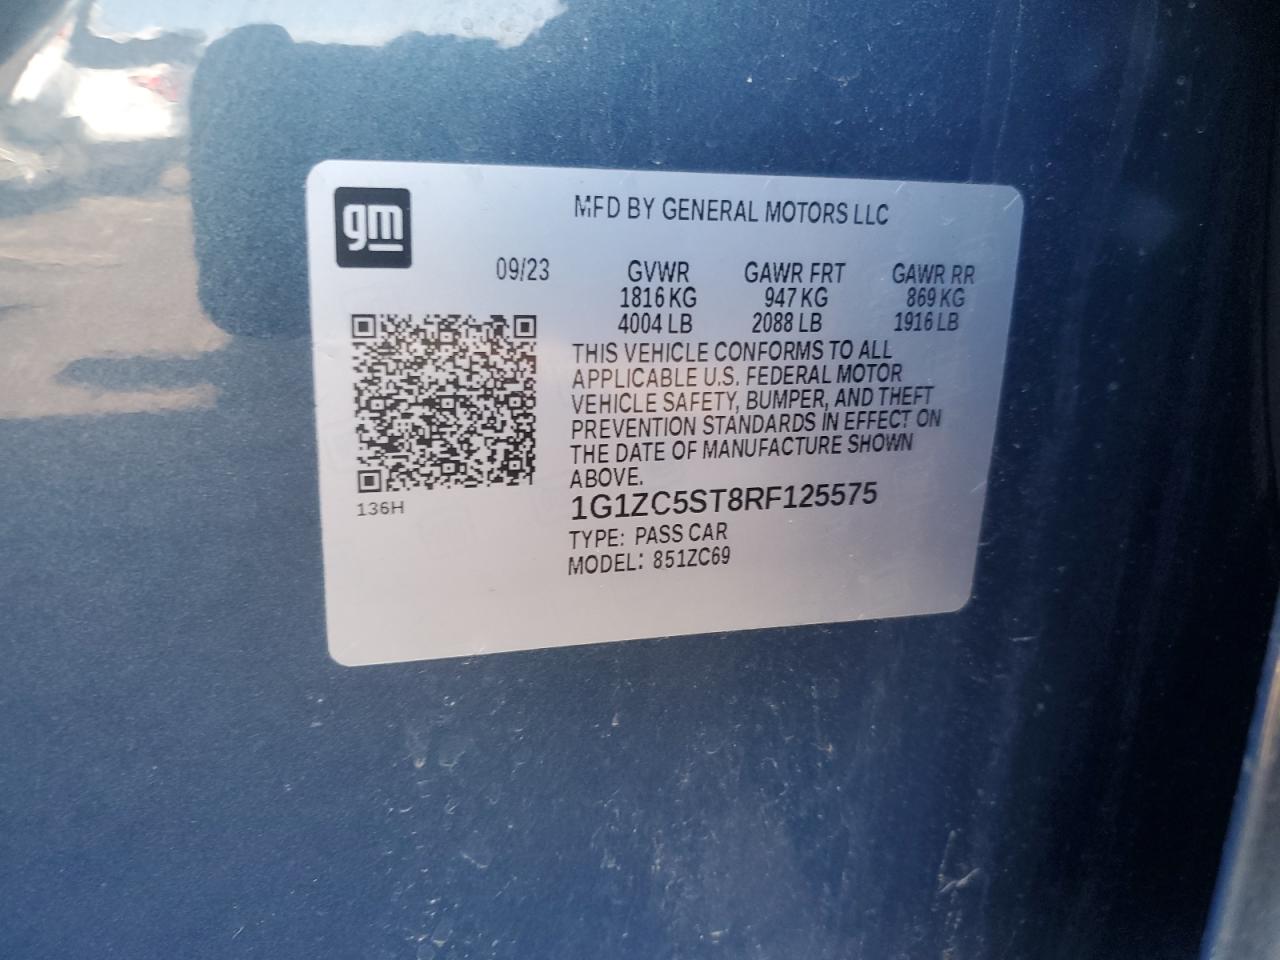 gm
MFD BY GENERAL MOTORS LLC
09/23 GVWR GAWR FRT GAWR RR
1816 KG 947 KG 869 KG
4004 LB 2088 LB 1916 LB
THIS VEHICLE CONFORMS TO ALL
APPLICABLE U.S. FEDERAL MOTOR
VEHICLE SAFETY, BUMPER, AND THEFT
PREVENTION STANDARDS IN EFFECT ON
THE DATE OF MANUFACTURE SHOWN
ABOVE.
136H
1G1ZC5ST8RF125575
TYPE: PASS CAR
MODEL: 851ZC69